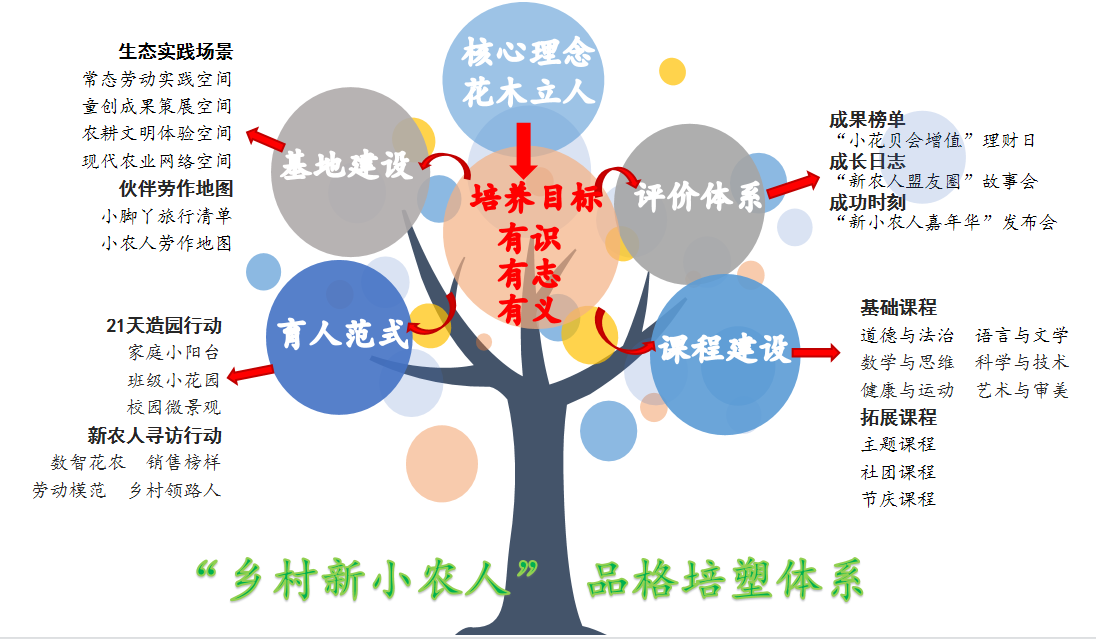 核心理念
花木立人
培养目标
有识
有志
有义
基地建设
生态实践场景
常态劳动实践空间
童创成果策展空间
农耕文明体验空间
现代农业网络空间
伙伴劳作地图
小脚丫旅行清单
小农人劳作地图
评价体系
成果榜单
“小花贝会增值”理财日
成长日志
“新农人盟友圈”故事会
成功时刻
“新小农人嘉年华”发布会
育人范式
21天造园行动
家庭小阳台
班级小花园
校园微景观
新农人寻访行动
数智花农 销售榜样
劳动模范 乡村领路人
课程建设
基础课程
道德与法治 语言与文学
数学与思维 科学与技术
健康与运动 艺术与审美
拓展课程
主题课程
社团课程
节庆课程
“乡村新小农人” 品格培塑体系